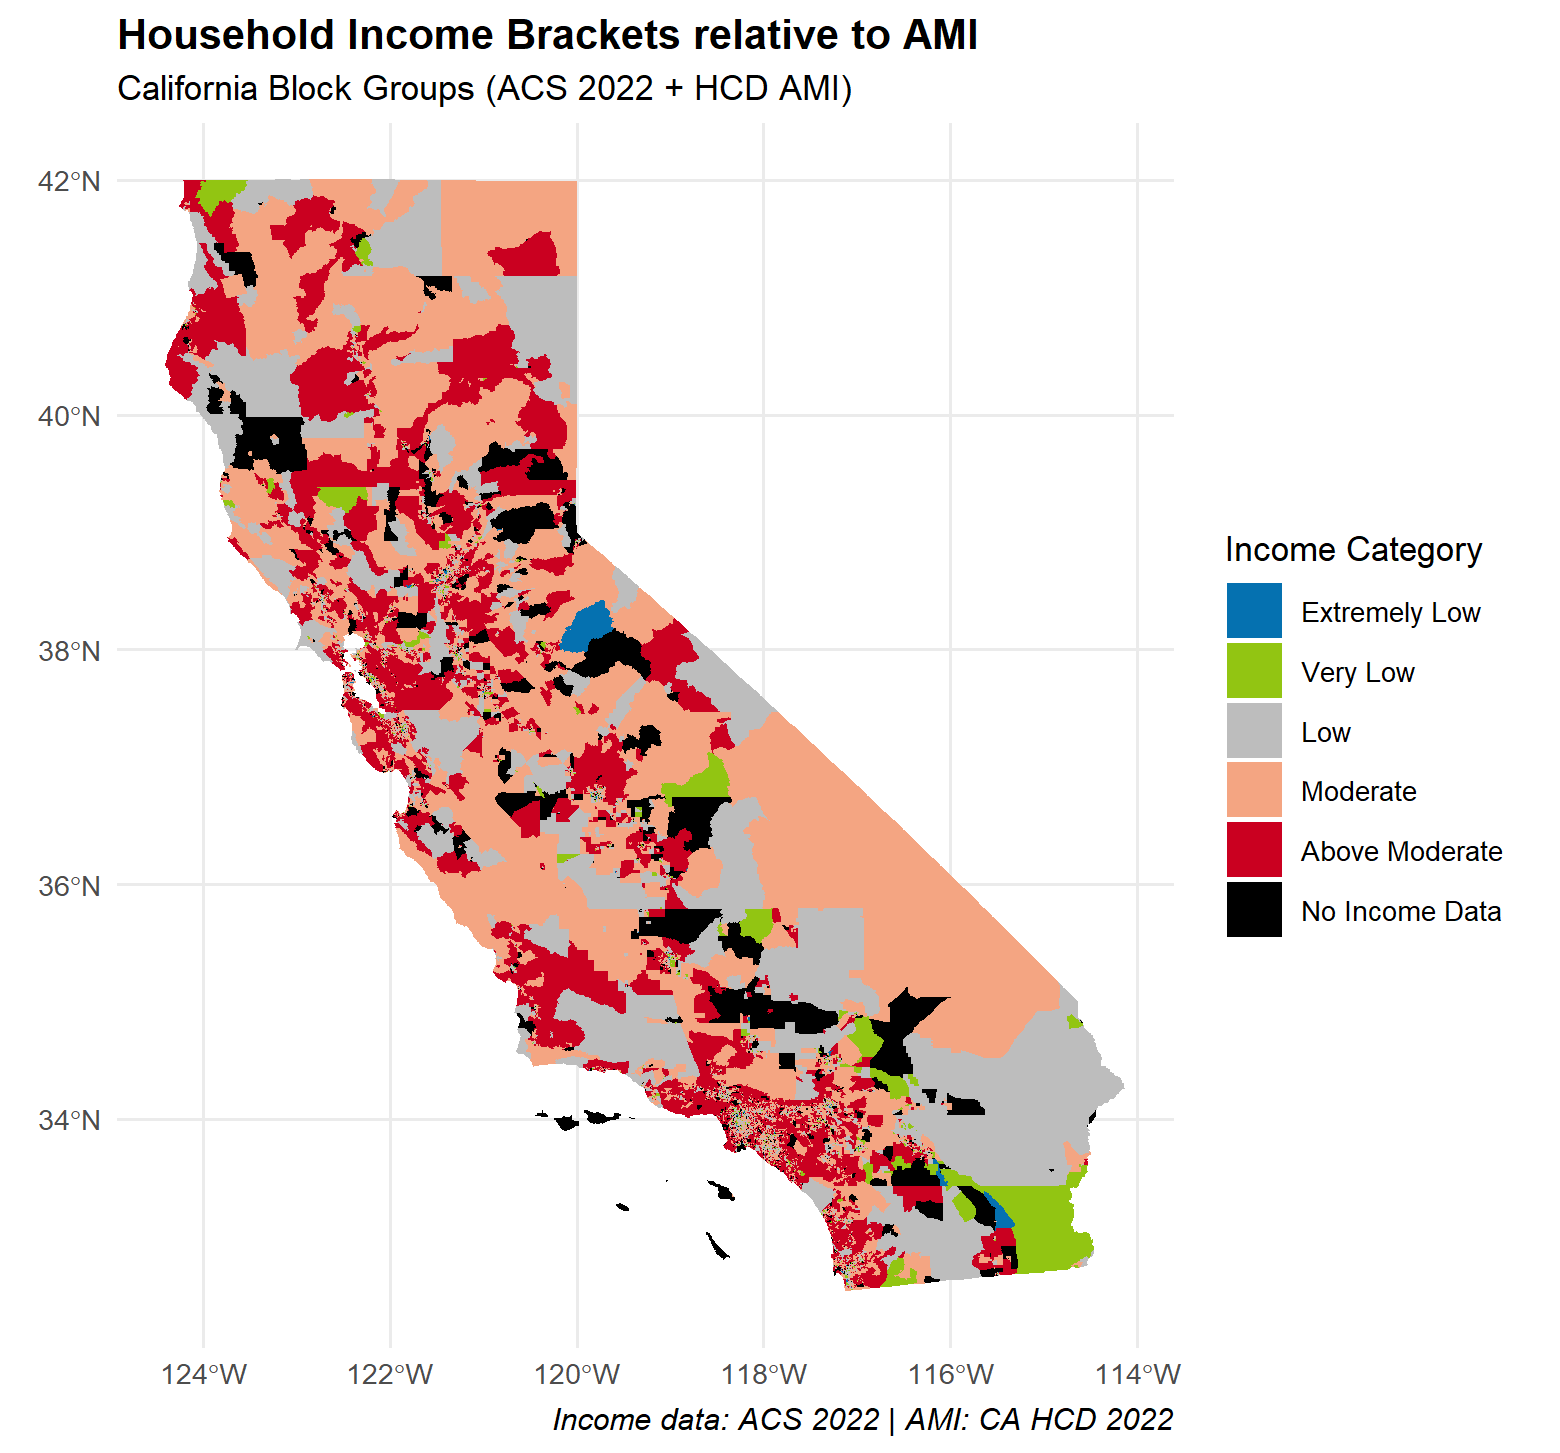 Household Income Brackets relative to AMI
California Block Groups (ACS 2022 + HCD AMI)
42°N
40°N
38°N
36°N
34°N
124°W
122°W
120°W
118°W
116°W
114°W
Income Category
Extremely Low
Very Low
Low
Moderate
Above Moderate
No Income Data
Income data: ACS 2022 | AMI: CA HCD 2022